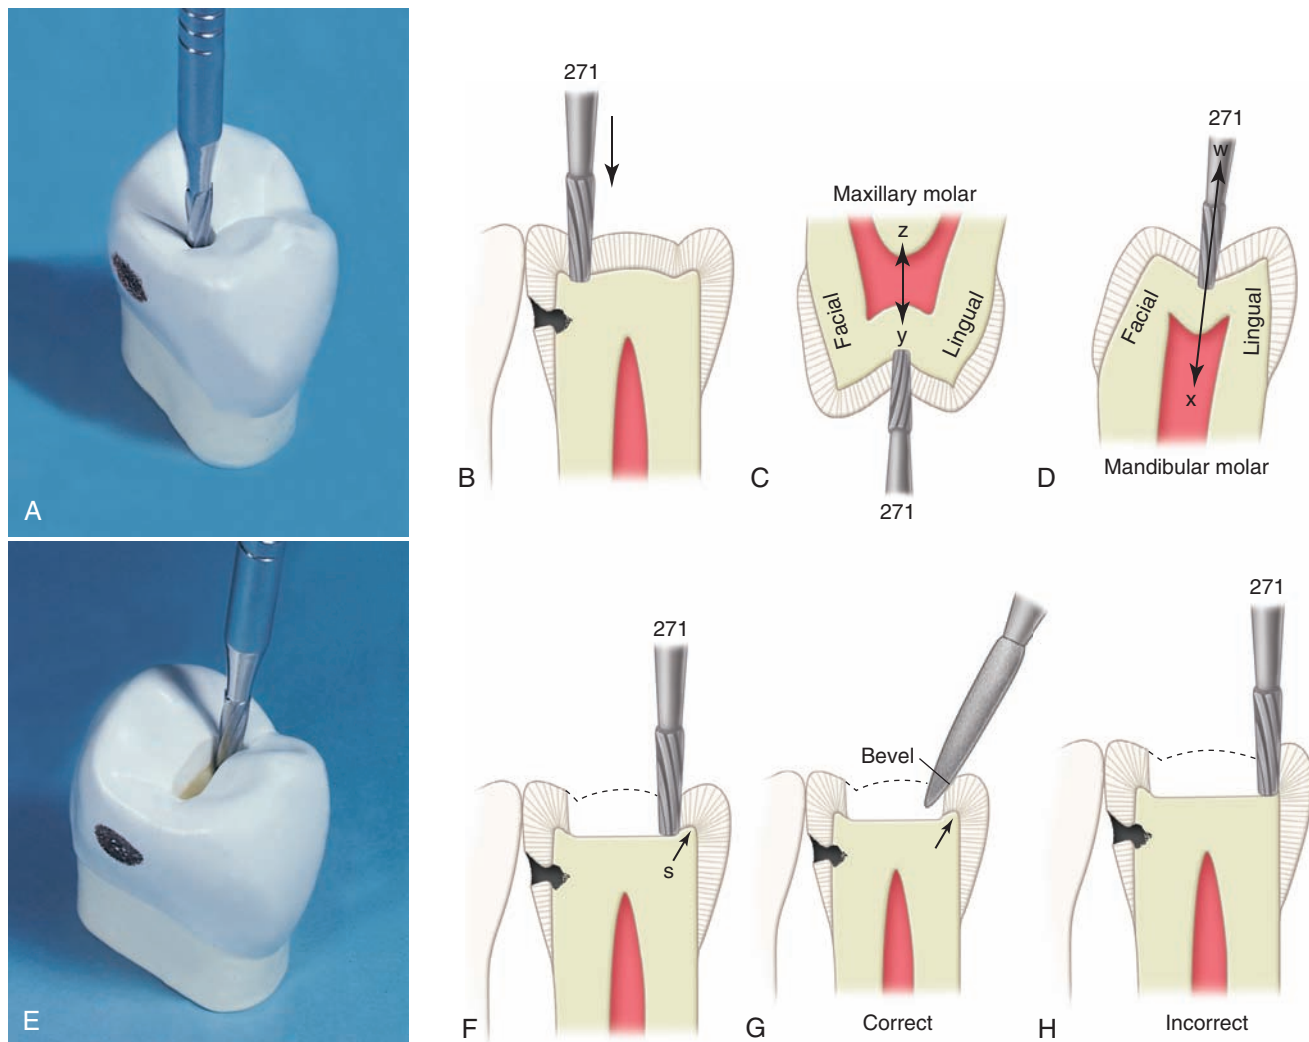 A
271
B
Maxillary molar
z
Facial
Lingual
y
271
C
271
w
Facial
Lingual
x
D
Mandibular molar
E
271
s
F
Bevel
G
Correct
271
H
Incorrect